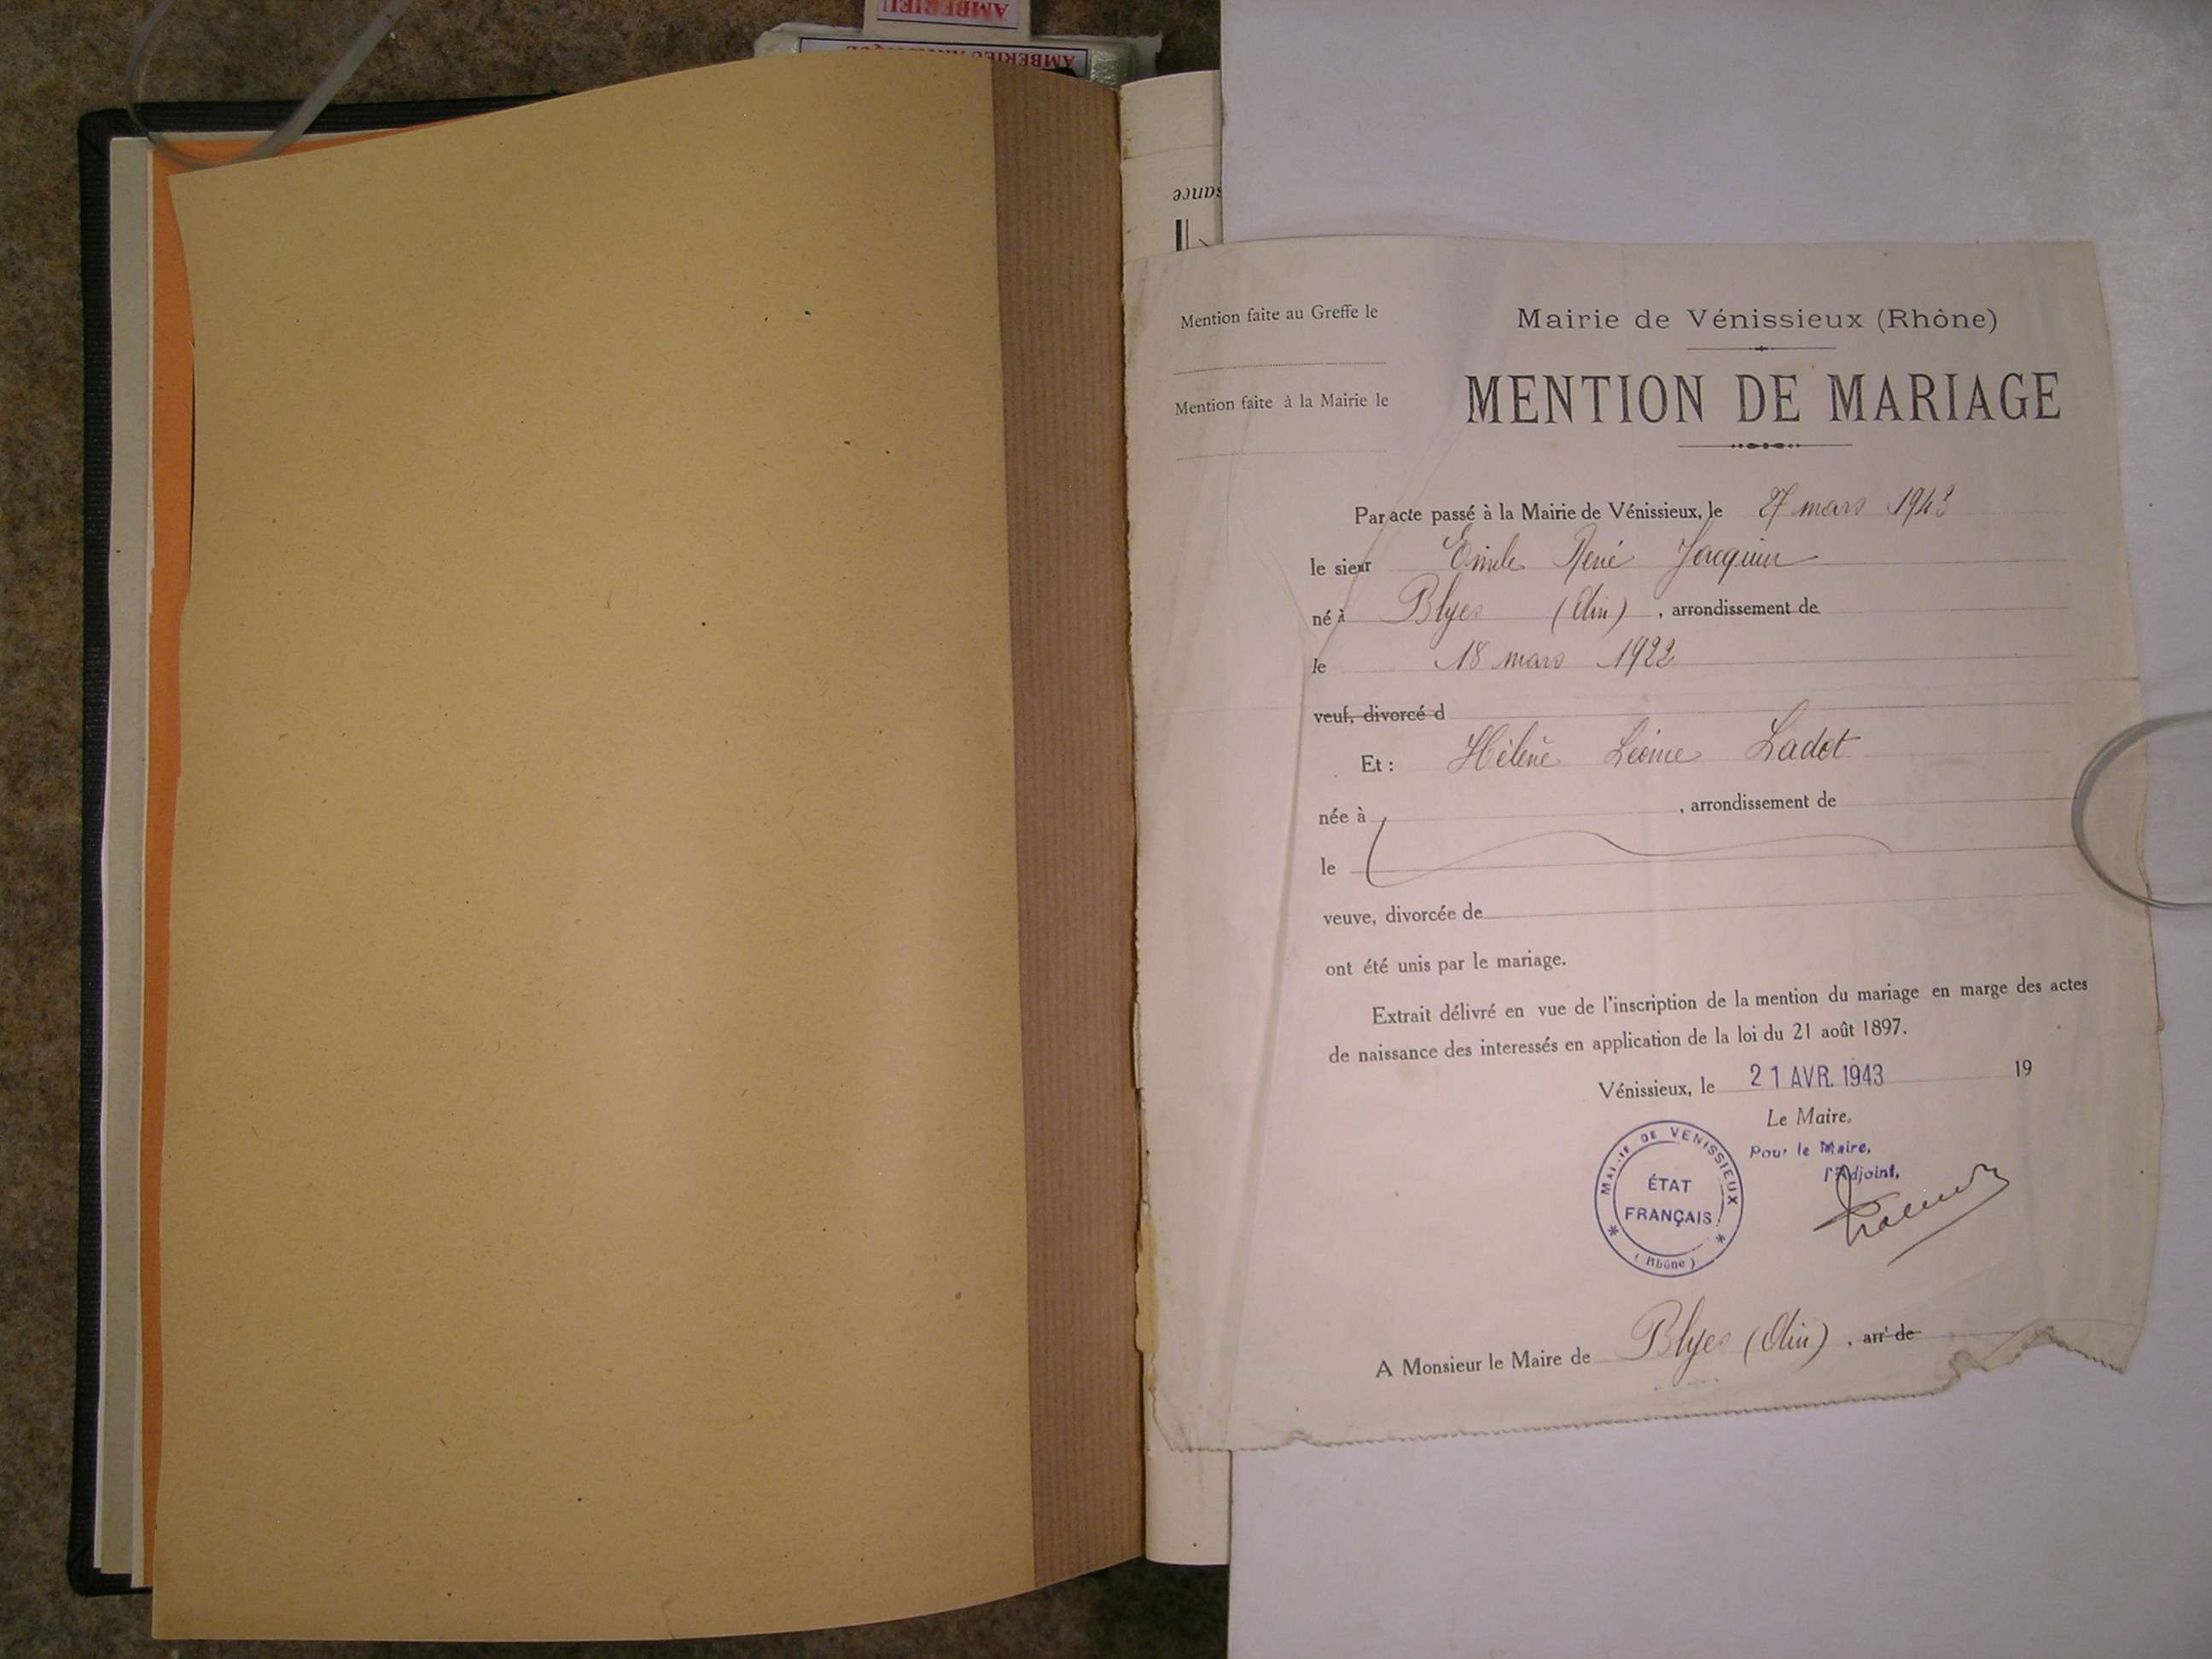 AMBERIEU
sance
Mention faite au Greffe le
Mention faite à la Mairie le
Mairie de Vénissieux (Rhône)
MENTION DE MARIAGE
Par acte passé à la Mairie de Vénissieux, le 27 mars 1943
le sieur Emile René Jacquin
né à Blyes (Ain) , arrondissement de
le 18 mars 1922
veuf, divorcé d
Et : Hélène Léonie Ladot
née à , arrondissement de
le
veuve, divorcée de
ont été unis par le mariage.
Extrait délivré en vue de l'inscription de la mention du mariage en marge des actes
de naissance des interessés en application de la loi du 21 août 1897.
Vénissieux, le 21 AVR. 1943 19
Le Maire,
Pour le Maire,
l'Adjoint,
MAIRIE DE VENISSIEUX
ÉTAT
FRANÇAIS
(Rhône)
A Monsieur le Maire de Blyes (Ain) , arrt de